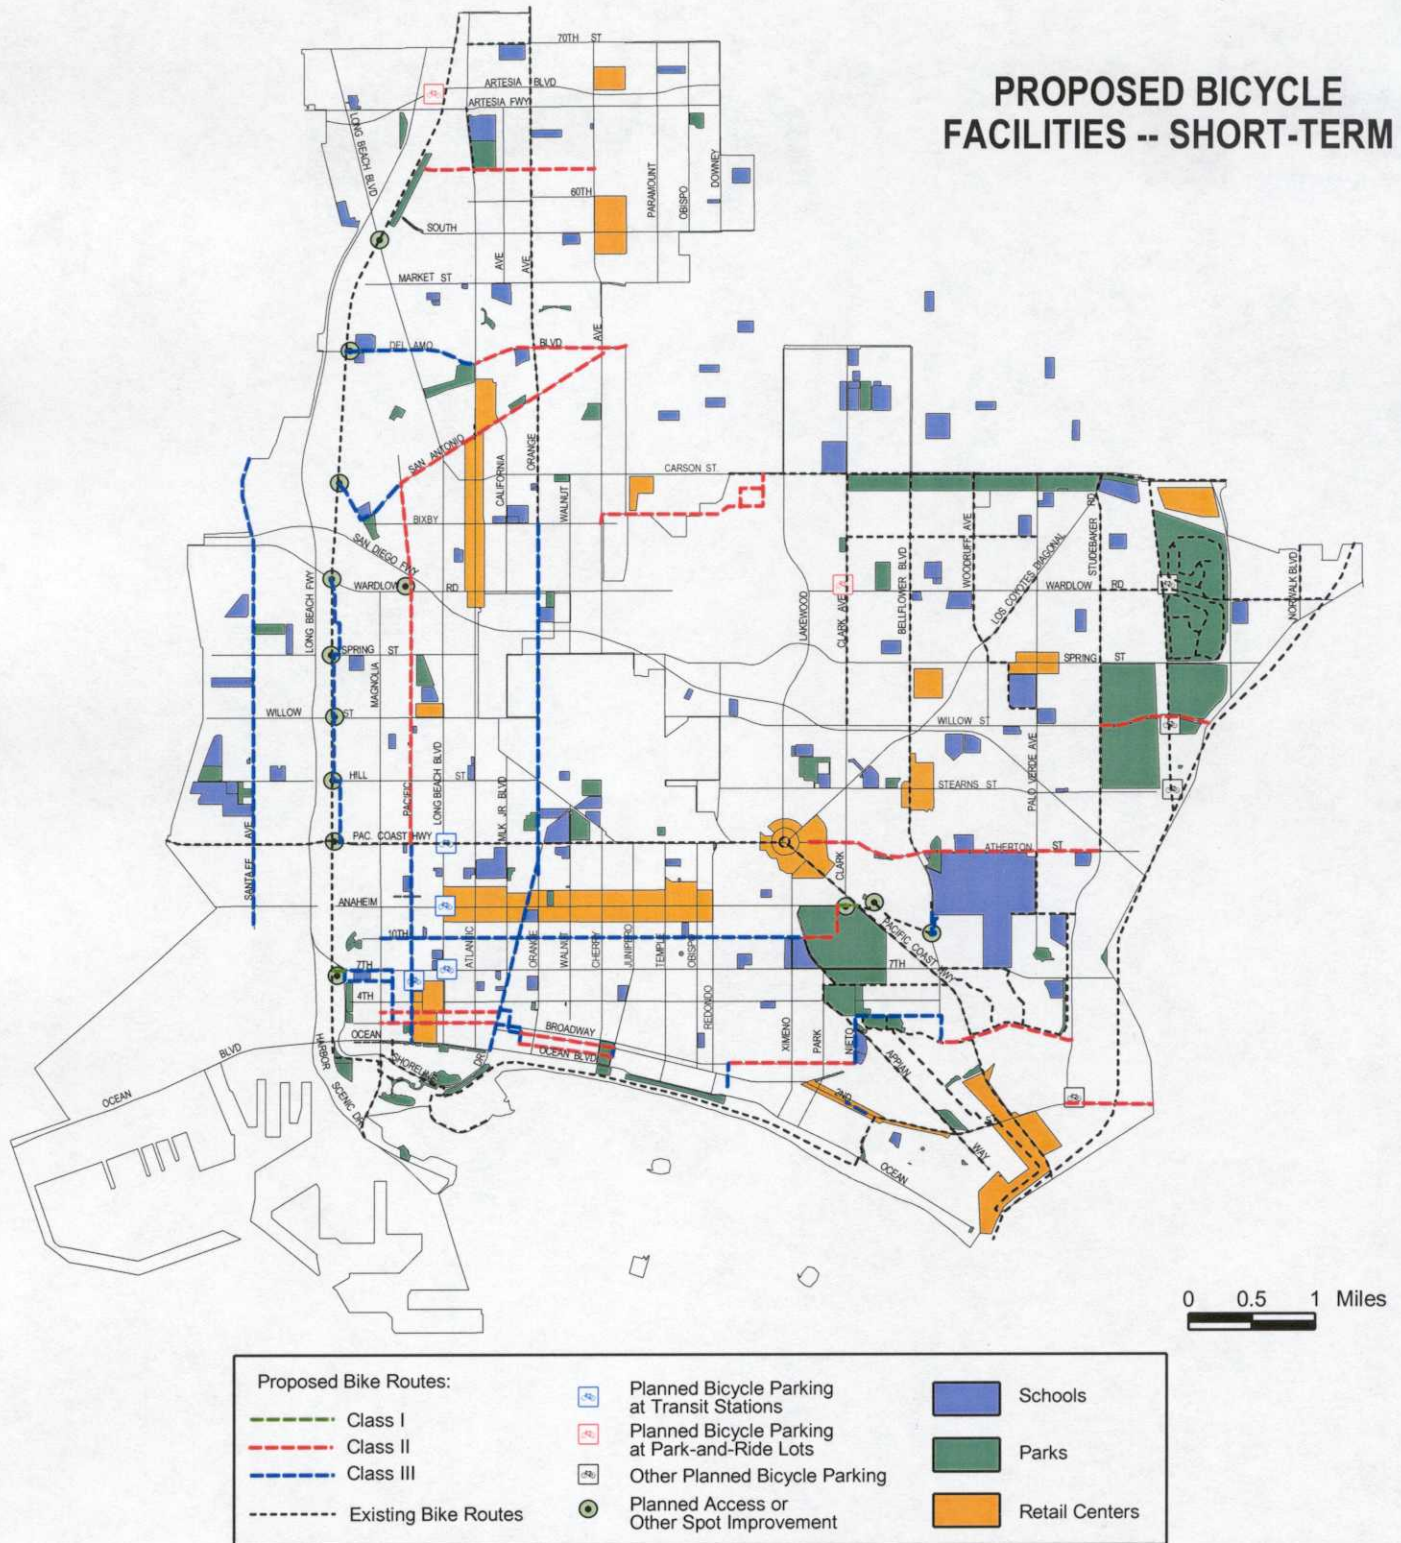 PROPOSED BICYCLE
FACILITIES -- SHORT-TERM
70TH ST
ARTESIA BLVD
ARTESIA FWY
LONG BEACH BLVD
60TH
PARAMOUNT
OBISPO
DOWNEY
SOUTH
AVE
AVE
MARKET ST
DEL AMO
BLVD
AVE
SAN ANTONIO
CALIFORNIA
ORANGE
WALNUT
CARSON ST
BIXBY
SAN DIEGO FWY
WARDLOW RD
LONG BEACH FWY
LAKEWOOD
CLARK AVE
BELLFLOWER BLVD
WOODRUFF AVE
LOS COYOTES DIAGONAL
STUDEBAKER RD
WARDLOW RD
NORWALK BLVD
SPRING ST
MAGNOLIA
SPRING ST
WILLOW ST
WILLOW ST
HILL ST
PACIFIC
LONG BEACH BLVD
MLK JR BLVD
PALO VERDE AVE
STEARNS ST
SANTA FE AVE
PAC. COAST HWY
CLARK
ATHERTON ST
ANAHEIM
10TH
ATLANTIC
ORANGE
WALNUT
CHERRY
JUNIPERO
TEMPLE
OBISPO
PACIFIC COAST HWY
7TH
7TH
4TH
REDONDO
XIMENO
PARK
NIETO
OCEAN
BROADWAY
OCEAN BLVD
SHORELINE
DR
HARBOR
SCENIC DR
OCEAN
BLVD
APPIAN
WAY
2ND
ST
OCEAN
0 0.5 1 Miles
Proposed Bike Routes:
Class I
Class II
Class III
Existing Bike Routes
Planned Bicycle Parking
at Transit Stations
Planned Bicycle Parking
at Park-and-Ride Lots
Other Planned Bicycle Parking
Planned Access or
Other Spot Improvement
Schools
Parks
Retail Centers